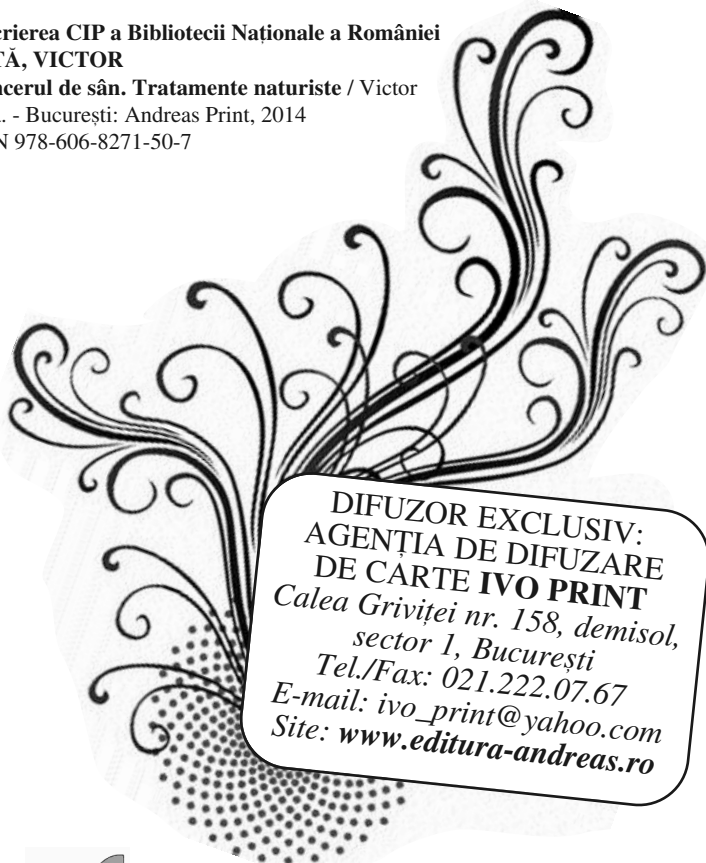 crierea CIP a Bibliotecii Naționale a României
TĂ, VICTOR
ncerul de sân. Tratamente naturiste / Victor
. - București: Andreas Print, 2014
N 978-606-8271-50-7
DIFUZOR EXCLUSIV:
AGENȚIA DE DIFUZARE
DE CARTE IVO PRINT
Calea Griviței nr. 158, demisol,
sector 1, București
Tel./Fax: 021.222.07.67
E-mail: ivo_print@yahoo.com
Site: www.editura-andreas.ro